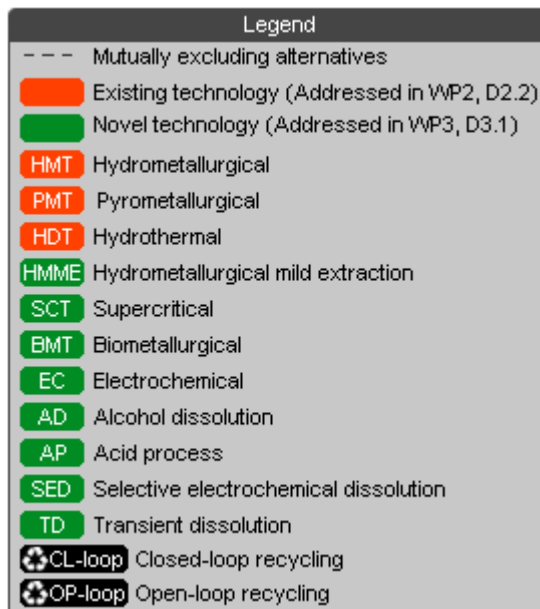 Legend
Mutually excluding alternatives
Existing technology (Addressed in WP2, D2.2)
Novel technology (Addressed in WP3, D3.1)
HMT Hydrometallurgical
PMT Pyrometallurgical
HDT Hydrothermal
HMME Hydrometallurgical mild extraction
SCT Supercritical
BMT Biometallurgical
EC Electrochemical
AD Alcohol dissolution
AP Acid process
SED Selective electrochemical dissolution
TD Transient dissolution
CL-loop Closed-loop recycling
OP-loop Open-loop recycling